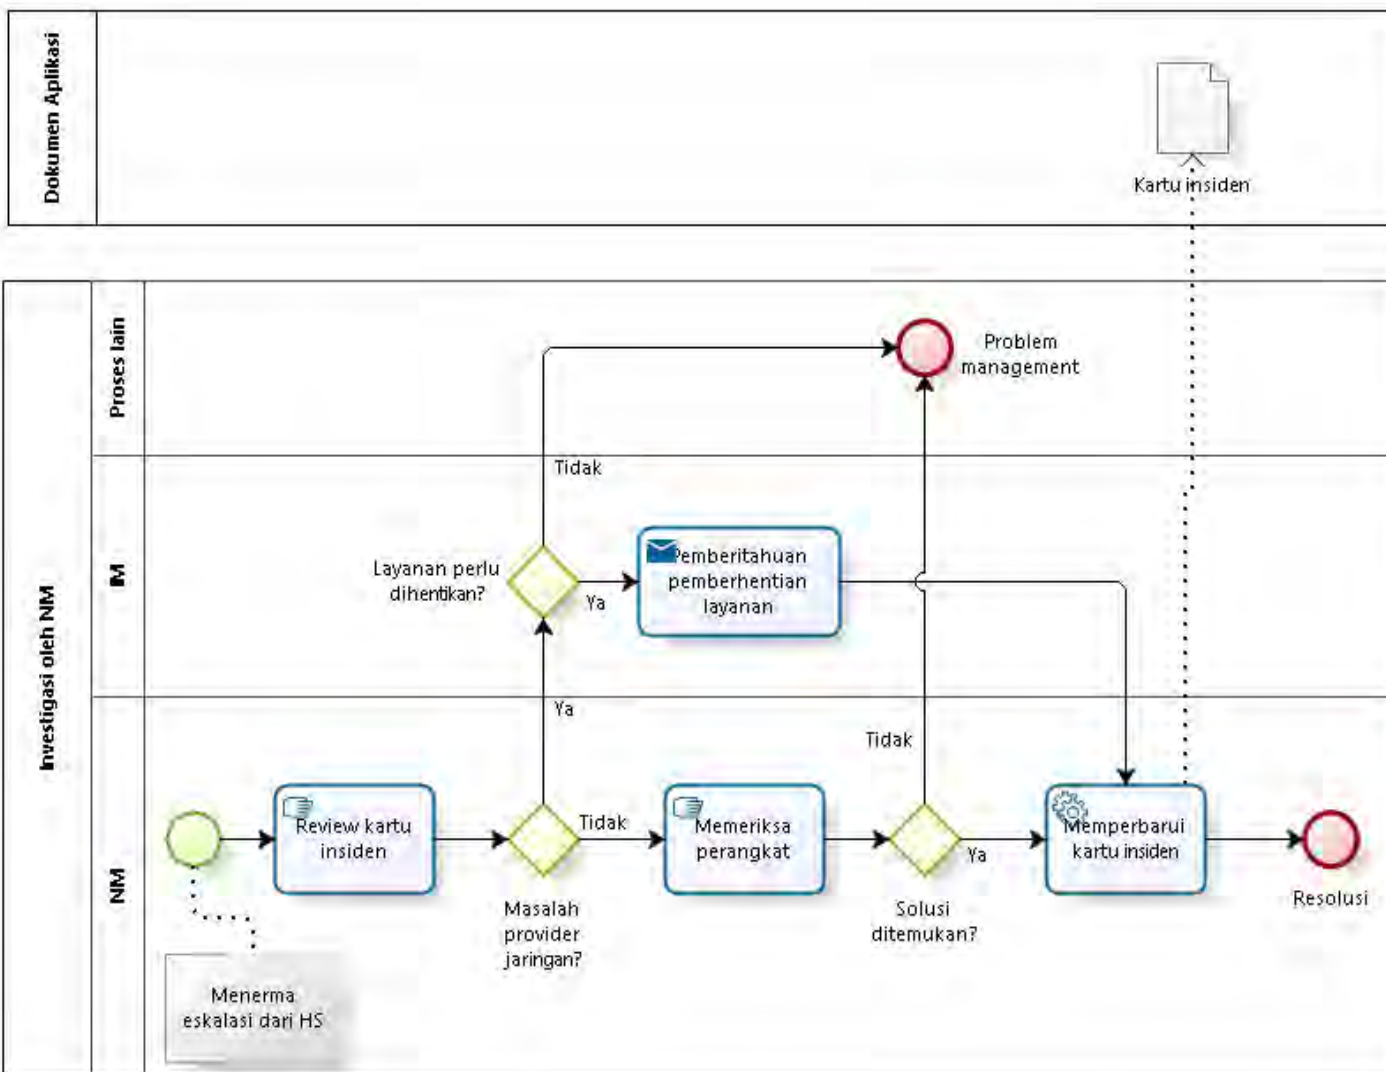 Dokumen Aplikasi
Kartu insiden
Investigasi oleh NM
Proses lain
Problem
management
Tidak
IM
Layanan perlu
dihentikan?
Ya
Pemberitahuan
pemberhentian
layanan
Ya
Tidak
NM
Review kartu
insiden
Tidak
Memeriksa
perangkat
Ya
Memperbarui
kartu insiden
Masalah
provider
jaringan?
Solusi
ditemukan?
Resolusi
Menerma
eskalasi dari HS